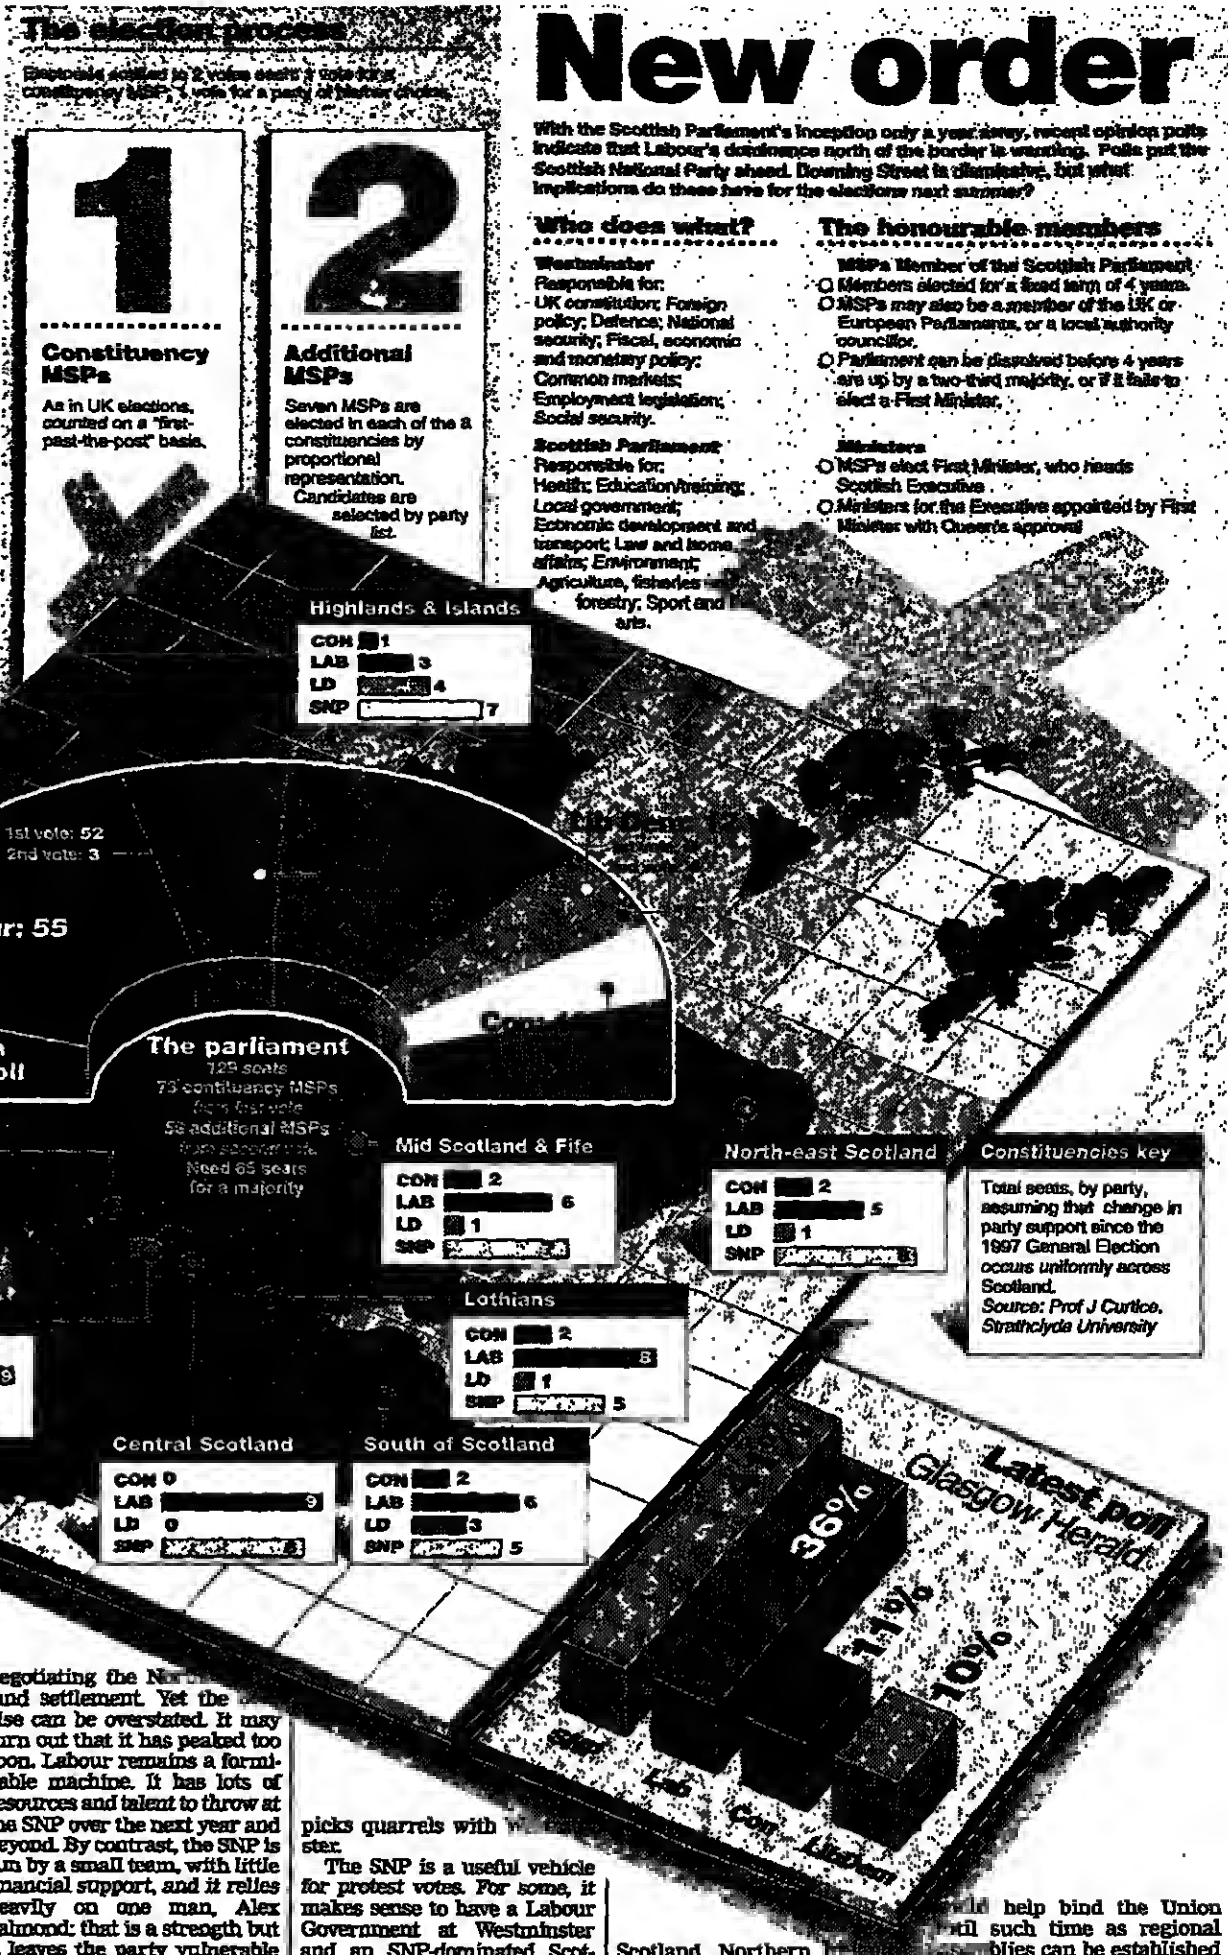 The election process
constituency MSP, 1 vote for a party of
1
Constituency
MSPs
As in UK elections,
counted on a "first-
past-the-post" basis.
2
Additional
MSPs
Seven MSPs are
elected in each of the 8
constituencies by
proportional
representation.
Candidates are
selected by party
list.
New order
With the Scottish Parliament's inception only a year away, recent opinion polls
indicate that Labour's dominance north of the border is wanning. Polls put the
Scottish National Party ahead. Downing Street is dismissive, but what
implications do these have for the elections next summer?
Who does what?
Westminster
Responsible for:
UK constitution; Foreign
policy; Defence; National
security; Fiscal, economic
and monetary policy;
Common markets;
Employment legislation;
Social security.
Scottish Parliament
Responsible for:
Health; Education/training;
Local government;
Economic development and
transport; Law and home
affairs; Environment;
Agriculture, fisheries
forestry; Sport and
arts.
The honourable members
MSPs Member of the Scottish Parliament
Members elected for a fixed term of 4 years.
MSPs may also be a member of the UK or
European Parliaments, or a local authority
councillor.
Parliament can be dissolved before 4 years
are up by a two-third majority, or if it fails to
elect a First Minister.
Ministers
MSPs elect First Minister, who heads
Scottish Executive
Ministers for the Executive appointed by First
Minister with Queen's approval
Highlands & Islands
CON 1
LAB 3
LD 4
SNP 7
1st vote: 52
2nd vote: 3
r: 55
The parliament
129 seats
73 contituancy MSPs
from first vote
56 additional MSPs
from second vote
Need 65 seats
for a majority
Mid Scotland & Fife
CON 2
LAB 6
LD 1
SNP
North-east Scotland
CON 2
LAB 5
LD 1
SNP
Constituencies key
Total seats, by party,
assuming that change in
party support since the
1997 General Election
occurs uniformly across
Scotland.
Source: Prof J Curtice,
Strathclyde University
Lothians
CON 2
LAB 8
LD 1
SNP 5
9
Central Scotland
CON 0
LAB 9
LD 0
SNP
South of Scotland
CON 2
LAB 6
LD 3
SNP 5
Latest poll
Glasgow Herald
36%
11%
10%
SNP
Lab
Con
LibDem
egotiating the
nd settlement. Yet the
lse can be overstated. It may
urn out that it has peaked too
oon. Labour remains a formi-
able machine. It has lots of
esources and talent to throw at
he SNP over the next year and
eyond. By contrast, the SNP is
un by a small team, with little
nancial support, and it relies
eavily on one man, Alex
almond: that is a strength but
leaves the party vulnerable
picks quarrels with
ster.
The SNP is a useful vehicle
for protest votes. For some, it
makes sense to have a Labour
Government at Westminster
and an SNP-dominated Scot-
Scotland, Northern
help bind the Union
til such time as regional
blies can be established